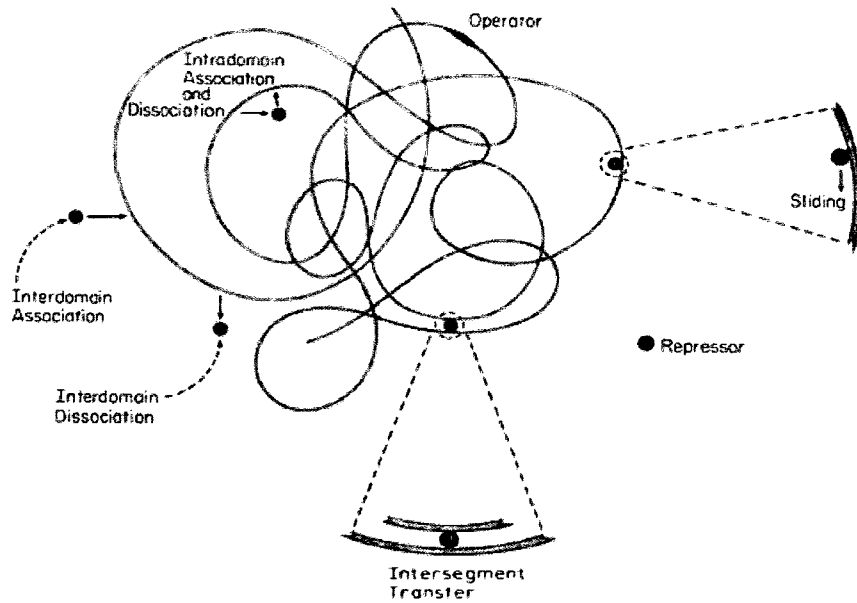 Operator
Intradomain
Association
and
Dissociation
Sliding
Interdomain
Association
Repressor
Interdomain
Dissociation
Intersegment
Transfer